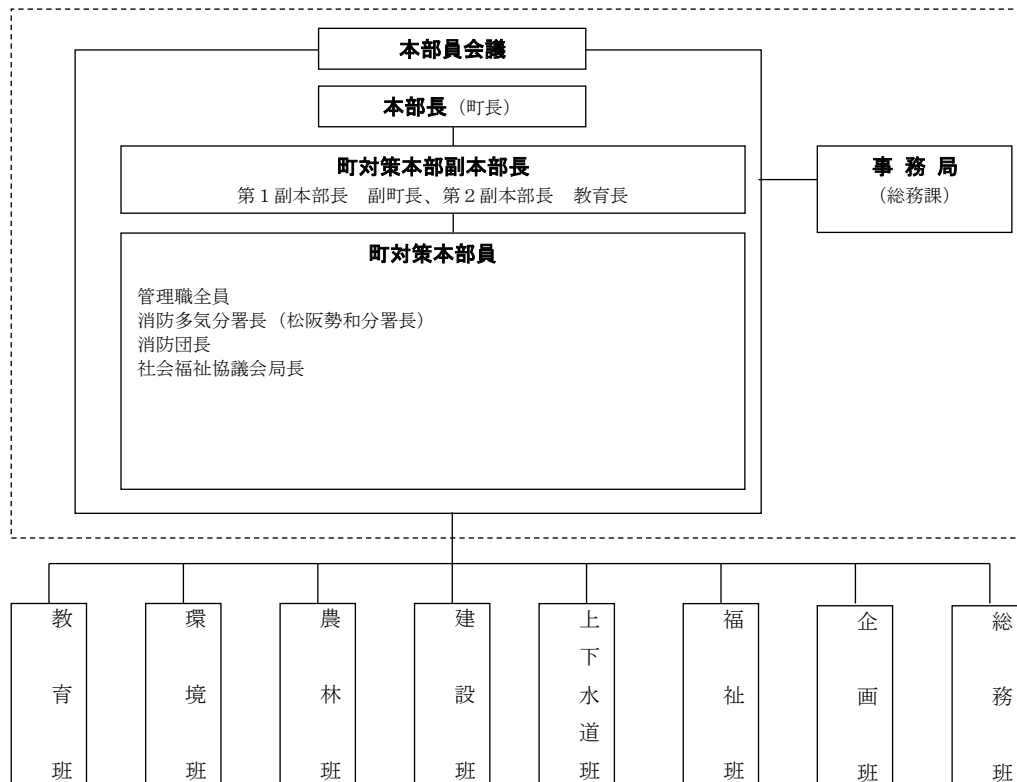 本部員会議
本部長（町長）
町対策本部副本部長
第１副本部長　副町長、第２副本部長　教育長
事 務 局
（総務課）
町対策本部員
管理職全員
消防多気分署長（松阪勢和分署長）
消防団長
社会福祉協議会局長
教育班
環境班
農林班
建設班
上下水道班
福祉班
企画班
総務班